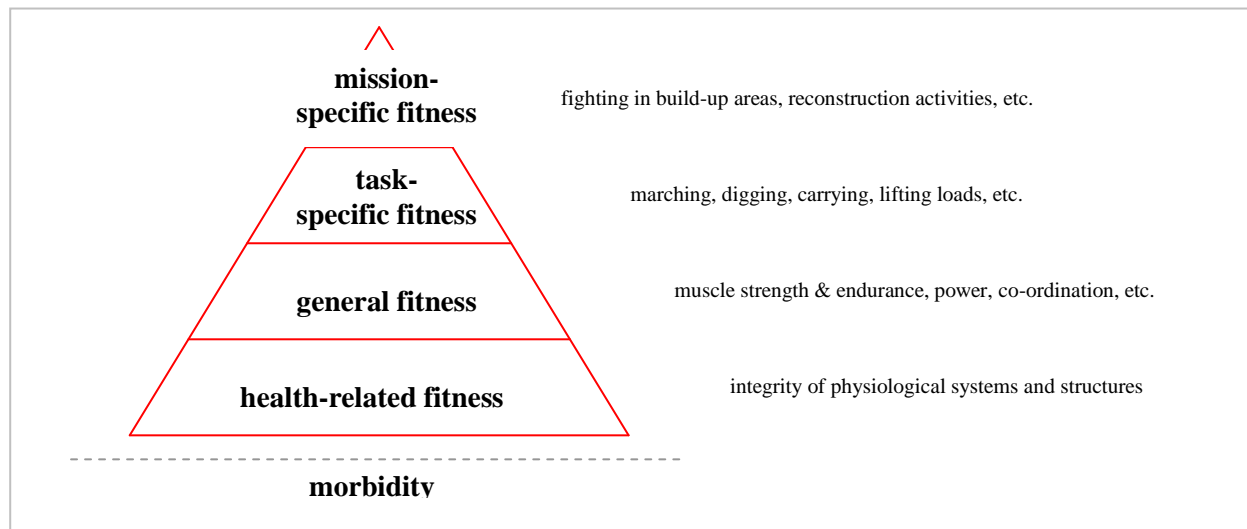 mission-
specific fitness
fighting in build-up areas, reconstruction activities, etc.
task-
specific fitness
marching, digging, carrying, lifting loads, etc.
general fitness
muscle strength & endurance, power, co-ordination, etc.
health-related fitness
integrity of physiological systems and structures
morbidity